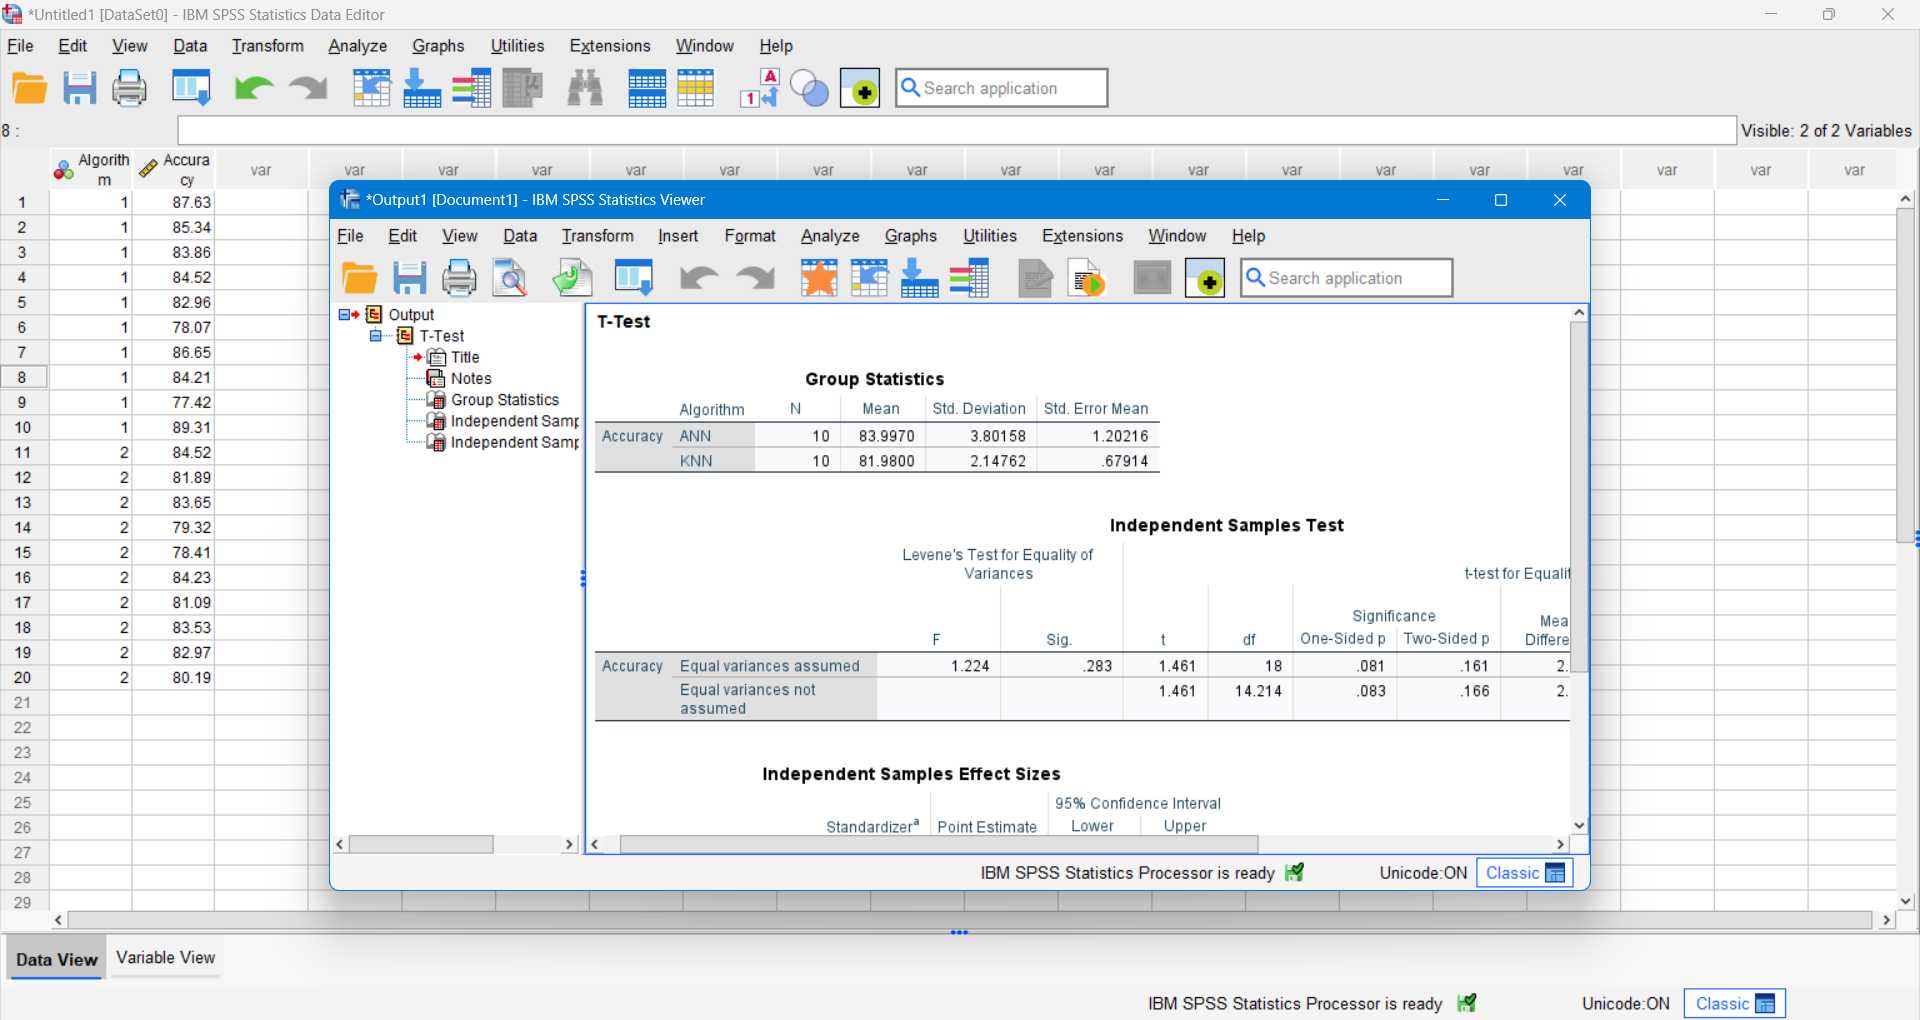 *Untitled1 [DataSet0] - IBM SPSS Statistics Data Editor
File Edit View Data Transform Analyze Graphs Utilities Extensions Window Help
Search application
8 :
Visible: 2 of 2 Variables
Algorith
m
Accura
cy
var var var var var var var var var var var var var var var var var var
1 1 87.63
2 1 85.34
3 1 83.86
4 1 84.52
5 1 82.96
6 1 78.07
7 1 86.65
8 1 84.21
9 1 77.42
10 1 89.31
11 2 84.52
12 2 81.89
13 2 83.65
14 2 79.32
15 2 78.41
16 2 84.23
17 2 81.09
18 2 83.53
19 2 82.97
20 2 80.19
21
22
23
24
25
26
27
28
29
*Output1 [Document1] - IBM SPSS Statistics Viewer
File Edit View Data Transform Insert Format Analyze Graphs Utilities Extensions Window Help
Search application
Output
T-Test
Title
Notes
Group Statistics
Independent Samp
Independent Samp
T-Test
Group Statistics
Algorithm N Mean Std. Deviation Std. Error Mean
Accuracy ANN 10 83.9970 3.80158 1.20216
KNN 10 81.9800 2.14762 .67914
Independent Samples Test
Levene's Test for Equality of
Variances
t-test for Equalit
Significance
Mea
F Sig. t df One-Sided p Two-Sided p Differe
Accuracy Equal variances assumed 1.224 .283 1.461 18 .081 .161 2.
Equal variances not
assumed
1.461 14.214 .083 .166 2.
Independent Samples Effect Sizes
95% Confidence Interval
Standardizerᵃ Point Estimate Lower Upper
IBM SPSS Statistics Processor is ready Unicode:ON Classic
Data View Variable View
IBM SPSS Statistics Processor is ready Unicode:ON Classic